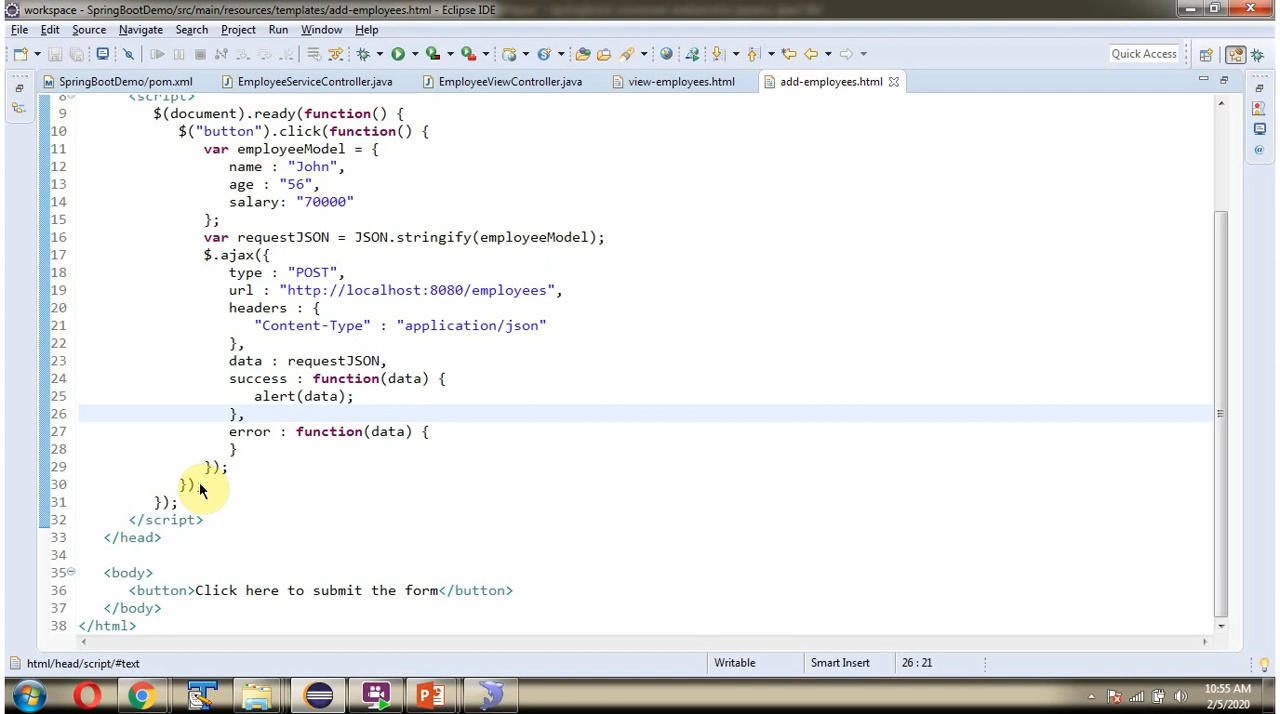 workspace - SpringBootDemo/src/main/resources/templates/add-employees.html - Eclipse IDE
File Edit Source Refactor Navigate Search Project Run Window Help
Quick Access
SpringBootDemo/pom.xml EmployeeServiceController.java EmployeeViewController.java view-employees.html add-employees.html
8 <script>
9 $(document).ready(function() {
10 $("button").click(function() {
11 var employeeModel = {
12 name : "John",
13 age : "56",
14 salary: "70000"
15 };
16 var requestJSON = JSON.stringify(employeeModel);
17 $.ajax({
18 type : "POST",
19 url : "http://localhost:8080/employees",
20 headers : {
21 "Content-Type" : "application/json"
22 },
23 data : requestJSON,
24 success : function(data) {
25 alert(data);
26 },
27 error : function(data) {
28 }
29 });
30 });
31 });
32 </script>
33 </head>
34
35 <body>
36 <button>Click here to submit the form</button>
37 </body>
38 </html>
html/head/script/#text Writable Smart Insert 26 : 21
10:55 AM
2/5/2020